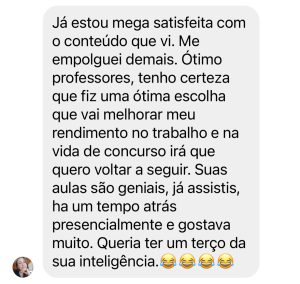 Já estou mega satisfeita com
o conteúdo que vi. Me
empolguei demais. Ótimo
professores, tenho certeza
que fiz uma ótima escolha
que vai melhorar meu
rendimento no trabalho e na
vida de concurso irá que
quero voltar a seguir. Suas
aulas são geniais, já assistis,
ha um tempo atrás
presencialmente e gostava
muito. Queria ter um terço da
sua inteligência.😂😂😂😂